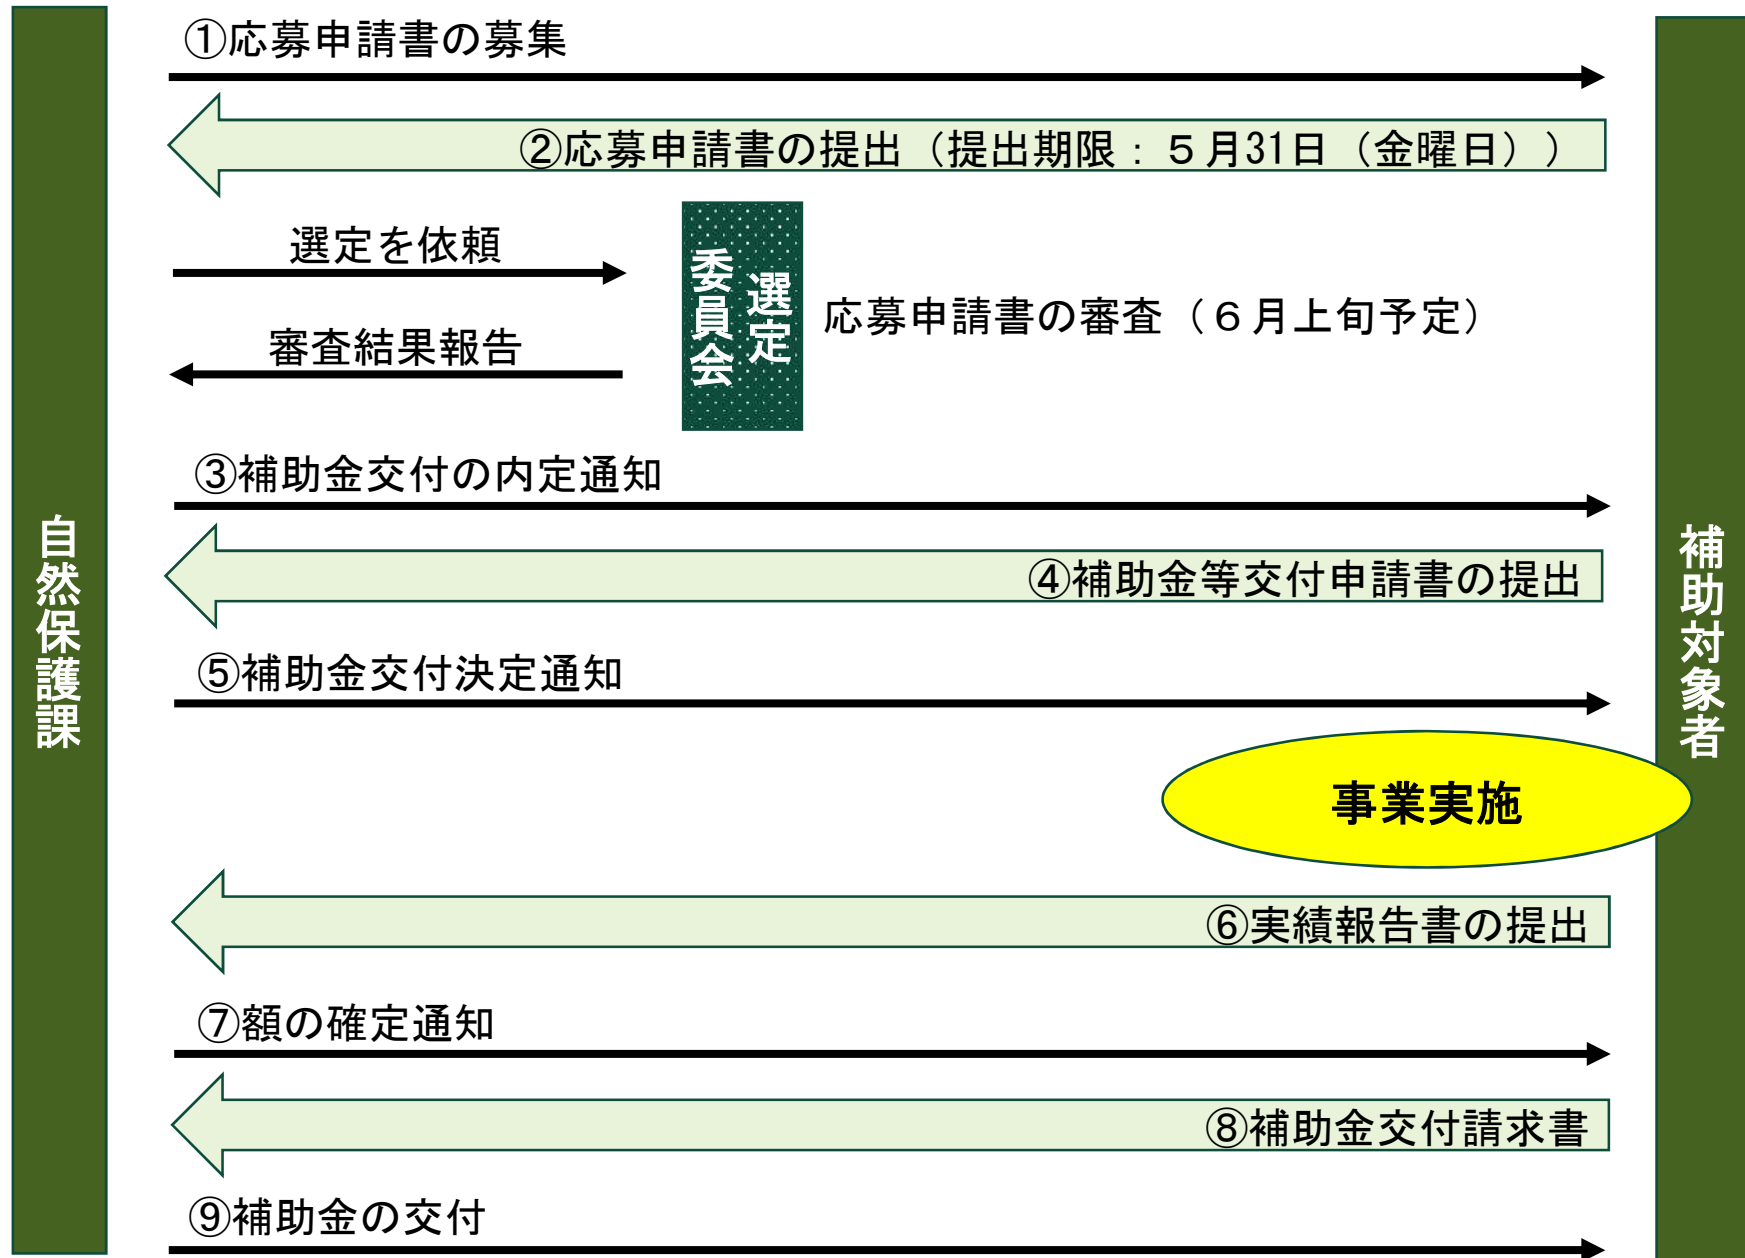 ①応募申請書の募集
②応募申請書の提出（提出期限：５月31日（金曜日））
選定を依頼
選定
委員会
応募申請書の審査（６月上旬予定）
審査結果報告
③補助金交付の内定通知
④補助金等交付申請書の提出
自然保護課
補助対象者
⑤補助金交付決定通知
事業実施
⑥実績報告書の提出
⑦額の確定通知
⑧補助金交付請求書
⑨補助金の交付